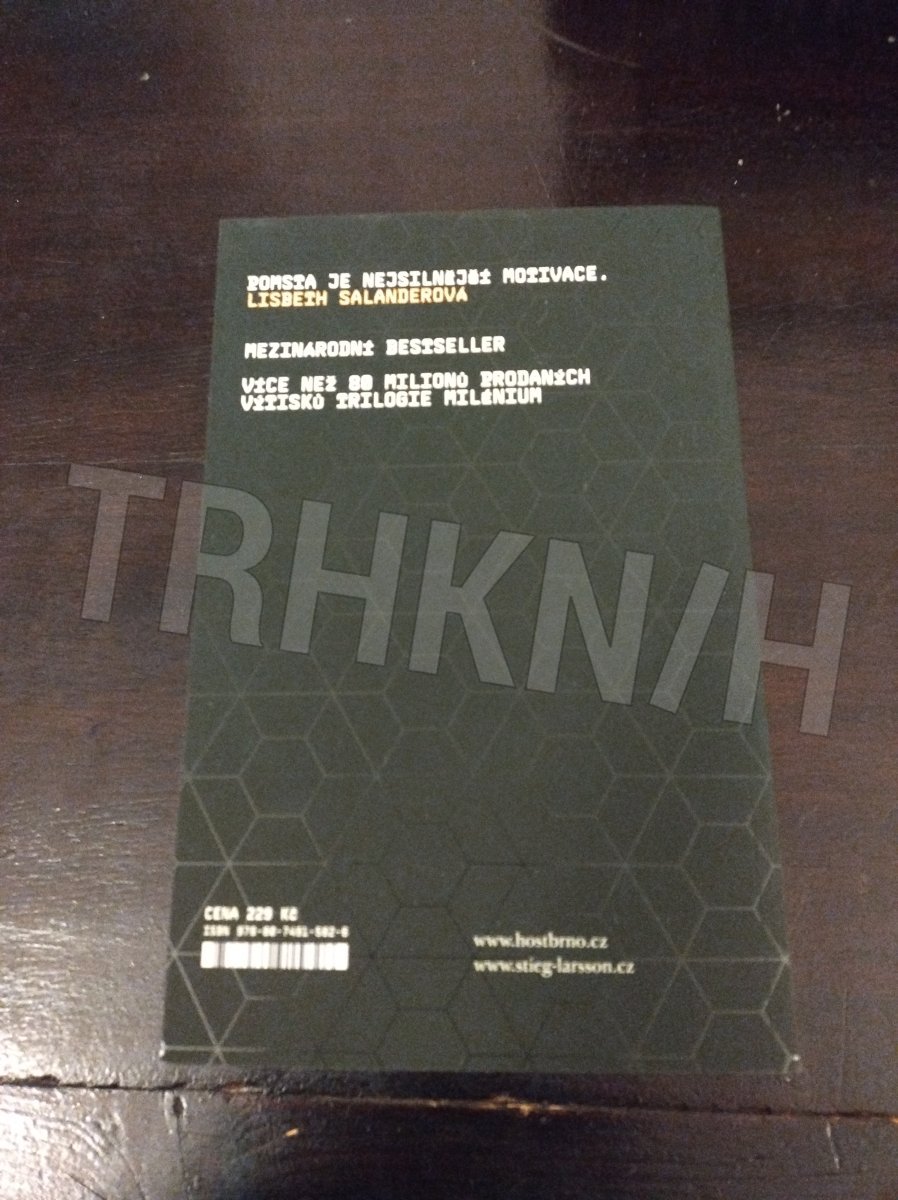 POMSTA JE NEJSILNĚJŠÍ MOTIVACE.
LISBETH SALANDEROVÁ
MEZINÁRODNÍ BESTSELLER
VÍCE NEŽ 80 MILIONŮ PRODANÝCH
VÝTISKŮ TRILOGIE MILÉNIUM
TRHKNIH
CENA 229 Kč
ISBN
www.hostbrno.cz
www.stieg-larsson.cz